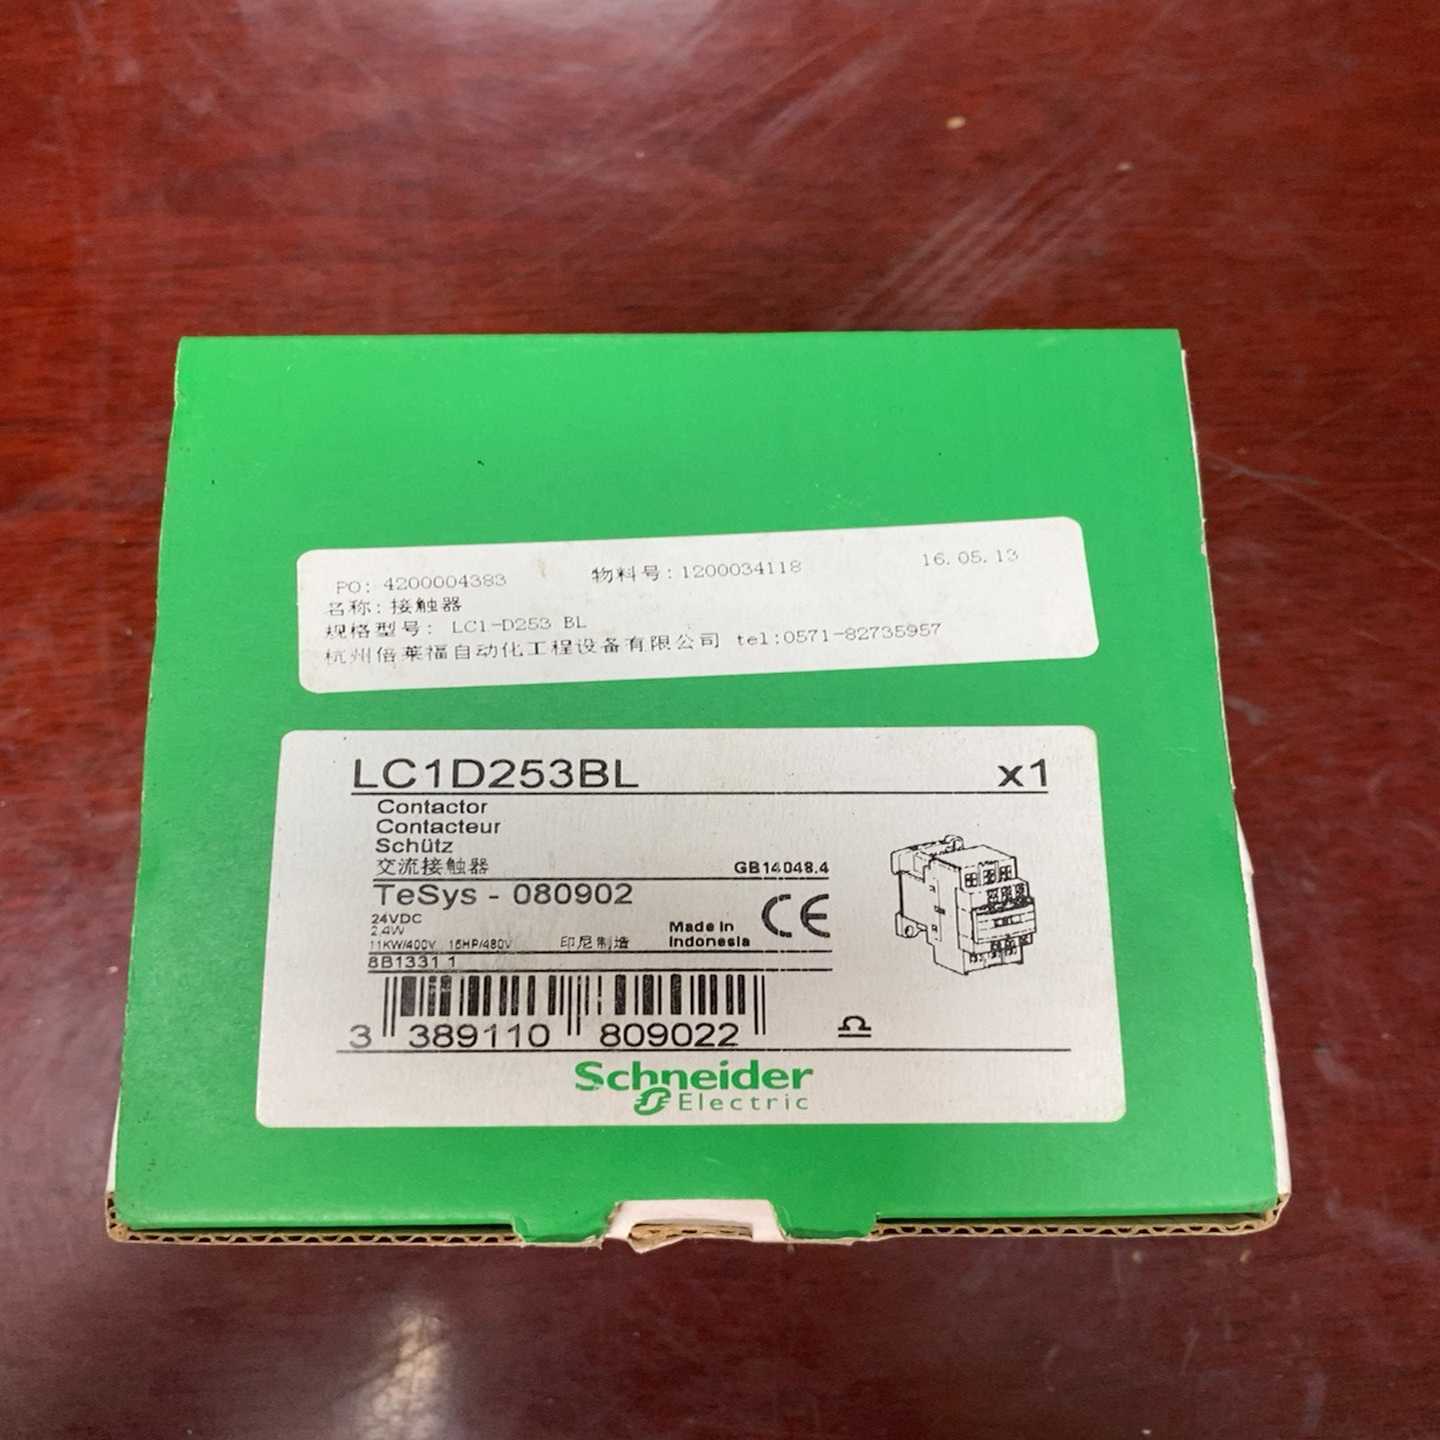 PO: 4200004383 物料号:1200034118 16.05.13
名称:接触器
规格型号: LC1-D253 BL
杭州倍莱福自动化工程设备有限公司 tel:0571-82735957
LC1D253BL x1
Contactor
Contacteur
Schütz
交流接触器 GB14048.4
TeSys - 080902
24VDC
2,4W
11KW/400V 15HP/480V 印尼制造 Made in Indonesia CE
8B1331 1
3 389110 809022
Schneider
Electric